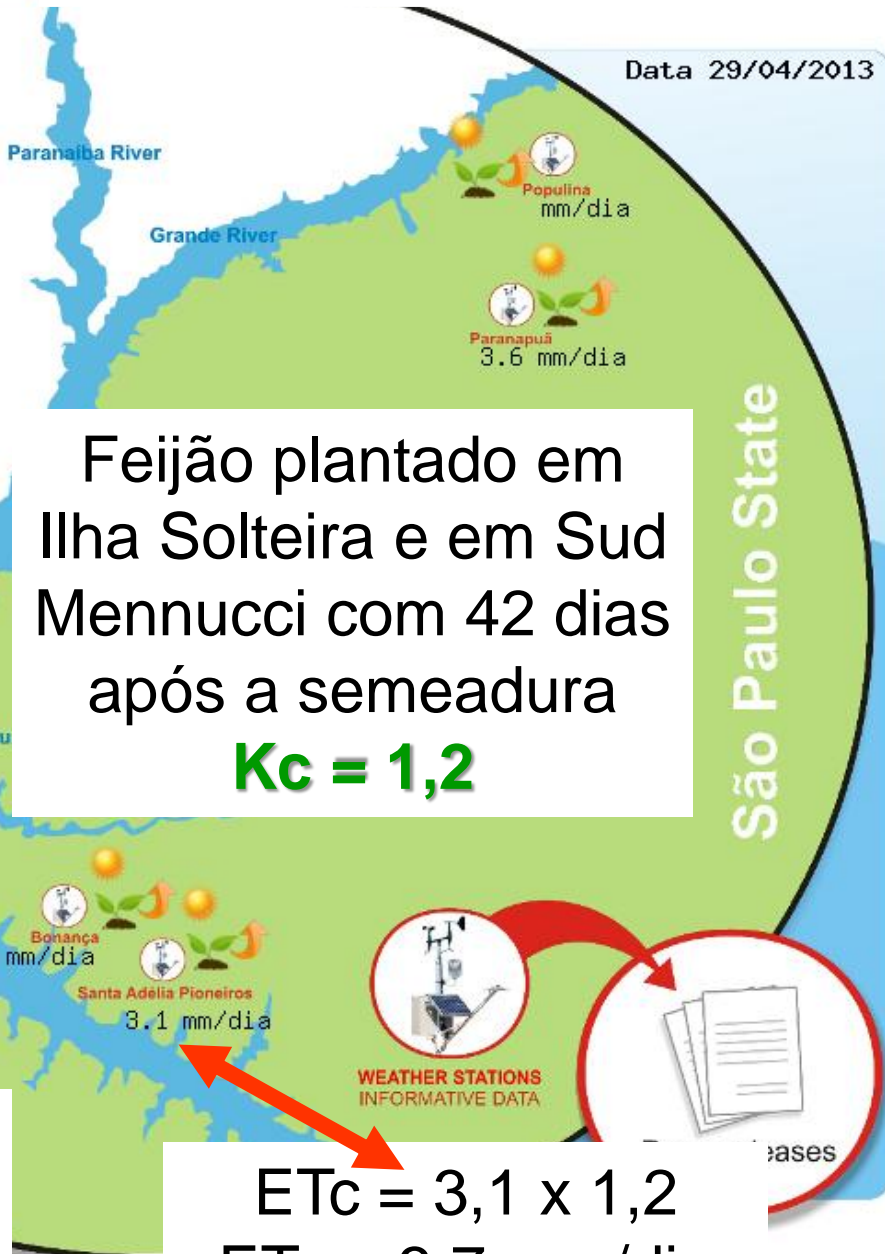 Data 29/04/2013
Paranaíba River
Populina
mm/dia
Grande River
Paranapuã
3.6 mm/dia
Feijão plantado em
Ilha Solteira e em Sud
Mennucci com 42 dias
após a semeadura
Kc = 1,2
São Paulo State
Bonança
mm/dia
Santa Adélia Pioneiros
3.1 mm/dia
WEATHER STATIONS
INFORMATIVE DATA
ETc = 3,1 x 1,2